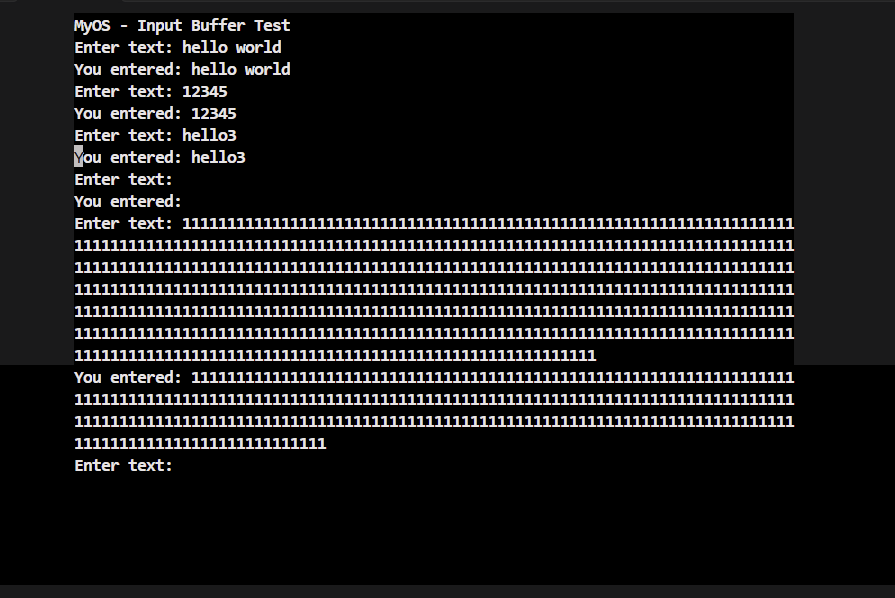 MyOS - Input Buffer Test
Enter text: hello world
You entered: hello world
Enter text: 12345
You entered: 12345
Enter text: hello3
You entered: hello3
Enter text:
You entered:
Enter text: 11111111111111111111111111111111111111111111111111111111111111111111
11111111111111111111111111111111111111111111111111111111111111111111111111111111
11111111111111111111111111111111111111111111111111111111111111111111111111111111
11111111111111111111111111111111111111111111111111111111111111111111111111111111
11111111111111111111111111111111111111111111111111111111111111111111111111111111
11111111111111111111111111111111111111111111111111111111111111111111111111111111
1111111111111111111111111111111111111111111111111111111111
You entered: 1111111111111111111111111111111111111111111111111111111111111111111
11111111111111111111111111111111111111111111111111111111111111111111111111111111
11111111111111111111111111111111111111111111111111111111111111111111111111111111
1111111111111111111111111111
Enter text: